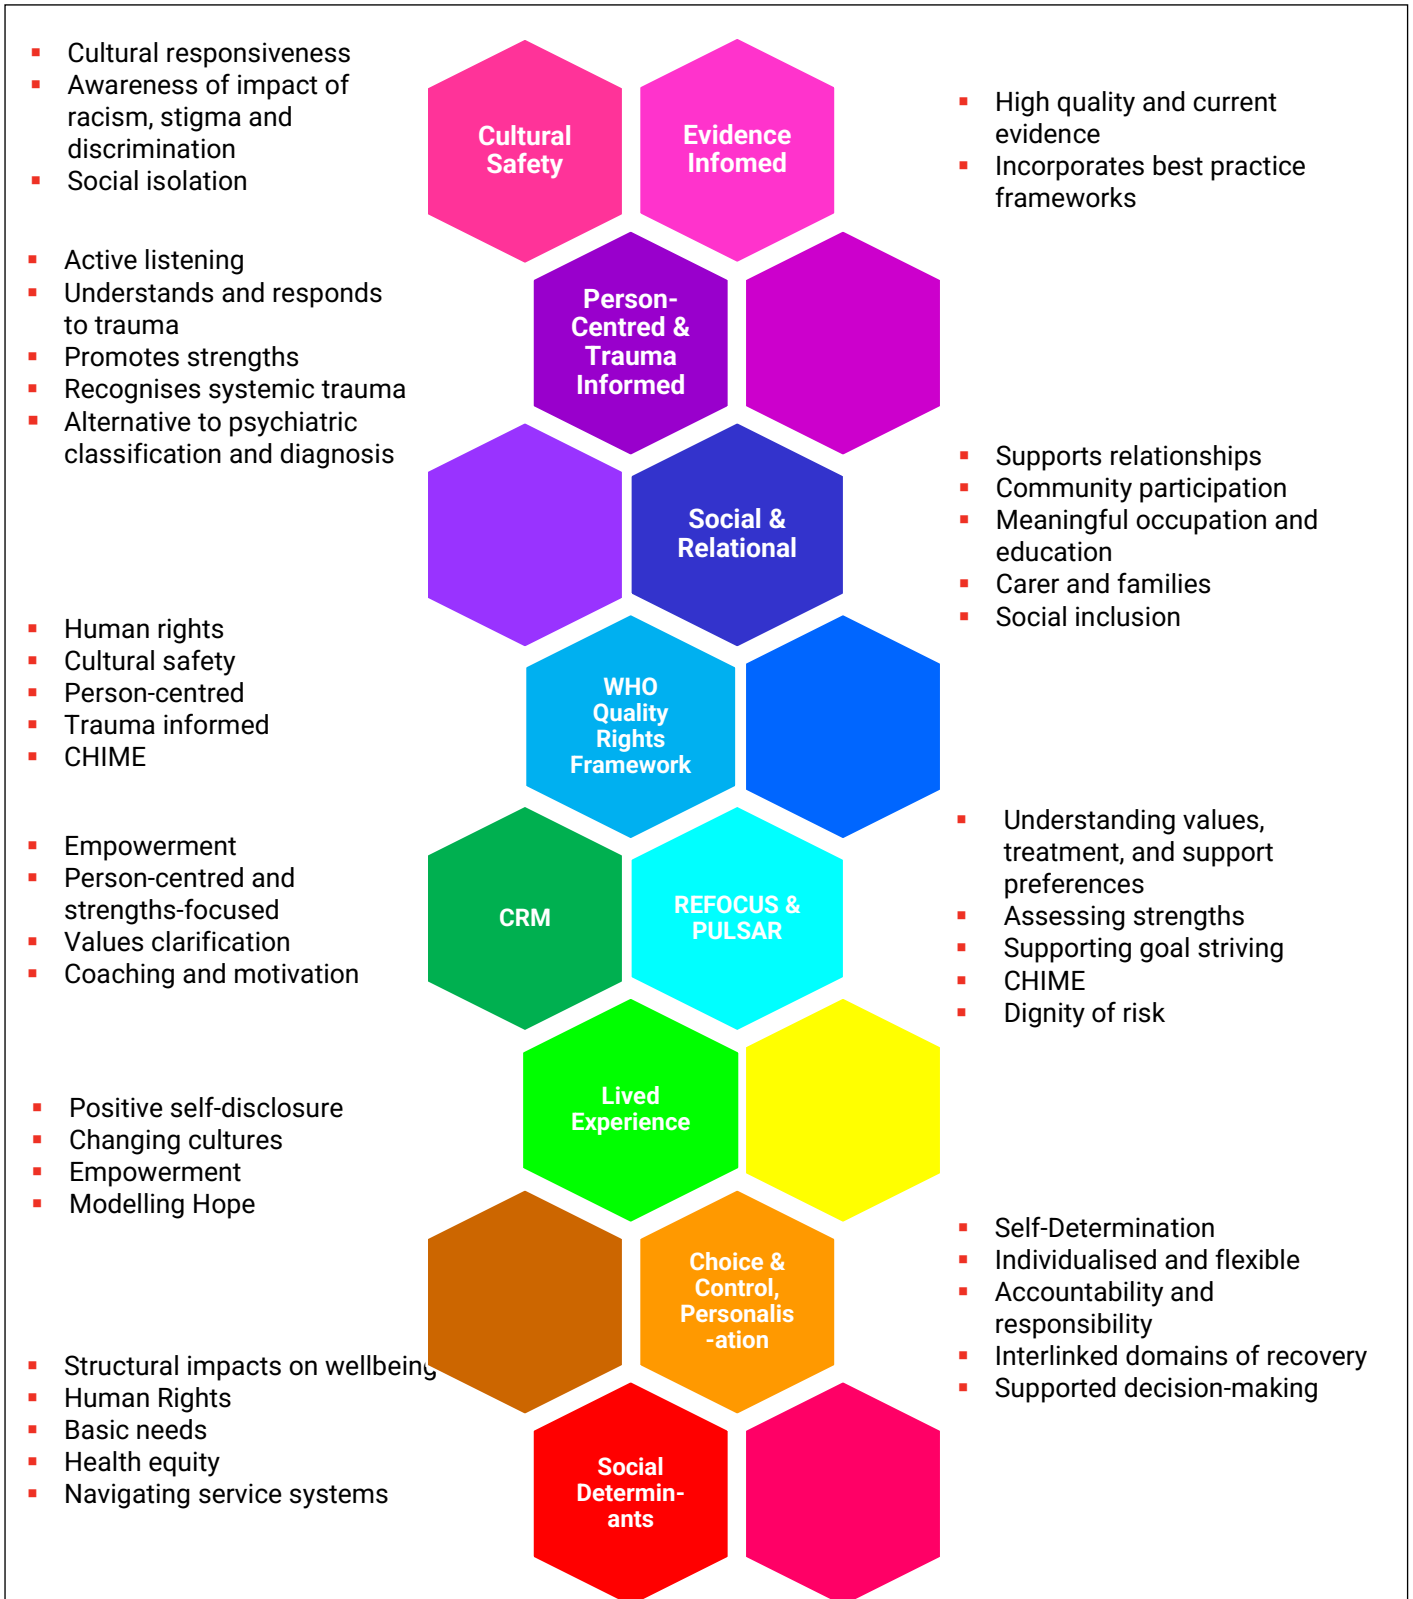 Cultural responsiveness
Awareness of impact of
racism, stigma and
discrimination
Social isolation
Cultural
Safety
Evidence
Infomed
High quality and current
evidence
Incorporates best practice
frameworks
Active listening
Understands and responds
to trauma
Promotes strengths
Recognises systemic trauma
Alternative to psychiatric
classification and diagnosis
Person-
Centred &
Trauma
Informed
Social &
Relational
Supports relationships
Community participation
Meaningful occupation and
education
Carer and families
Social inclusion
Human rights
Cultural safety
Person-centred
Trauma informed
CHIME
WHO
Quality
Rights
Framework
Empowerment
Person-centred and
strengths-focused
Values clarification
Coaching and motivation
CRM
REFOCUS &
PULSAR
Understanding values,
treatment, and support
preferences
Assessing strengths
Supporting goal striving
CHIME
Dignity of risk
Positive self-disclosure
Changing cultures
Empowerment
Modelling Hope
Lived
Experience
Choice &
Control,
Personalis
-ation
Self-Determination
Individualised and flexible
Accountability and
responsibility
Interlinked domains of recovery
Supported decision-making
Structural impacts on wellbeing
Human Rights
Basic needs
Health equity
Navigating service systems
Social
Determin-
ants